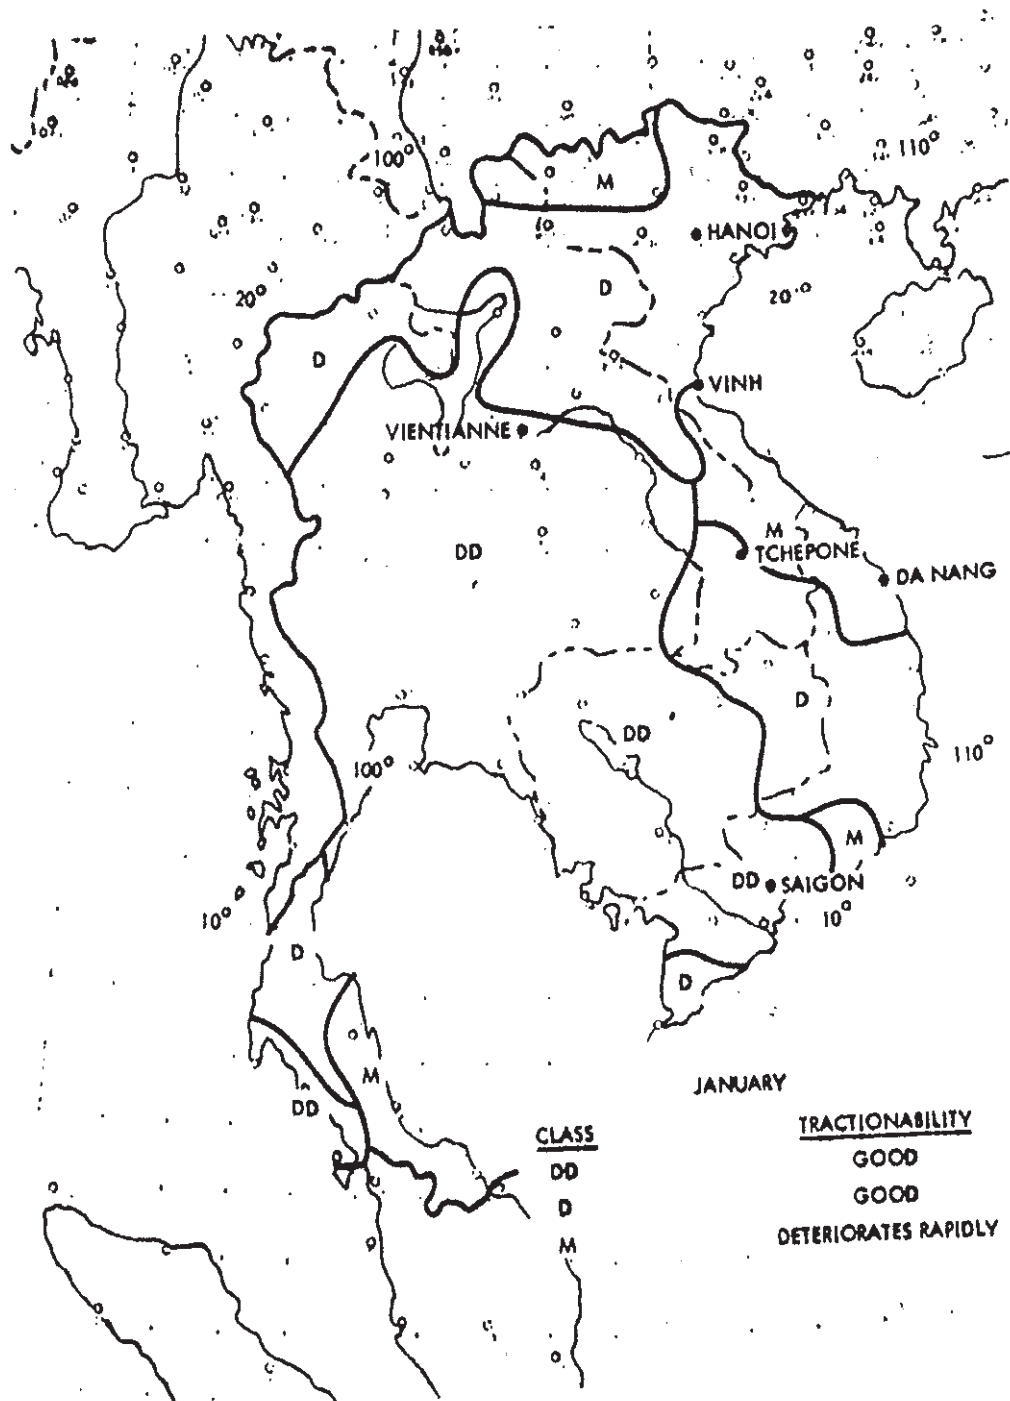 100°
110°
M
HANOI
D
20°
20°
D
VINH
VIENTIANNE
DD
M
TCHEPONE
DA NANG
D
DD
110°
100°
M
DD
SAIGON
10°
10°
D
D
M
DD
JANUARY
CLASS TRACTIONABILITY
DD GOOD
D GOOD
M DETERIORATES RAPIDLY